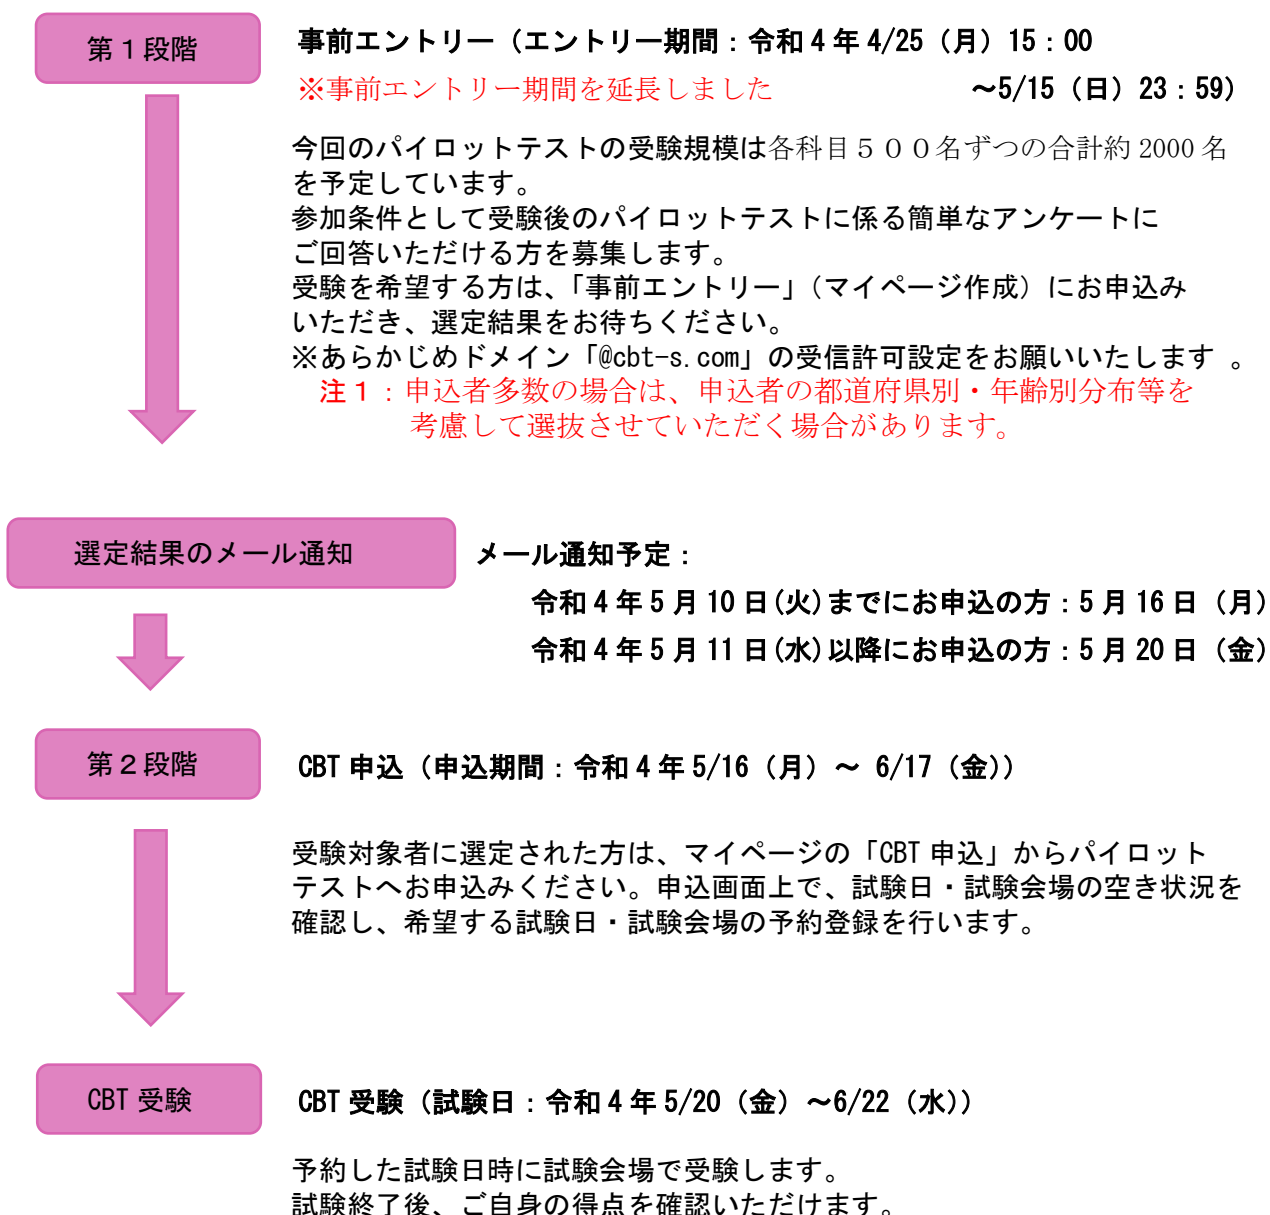 第１段階
事前エントリー（エントリー期間：令和４年 4/25（月）15：00
※事前エントリー期間を延長しました　～5/15（日）23：59）
今回のパイロットテストの受験規模は各科目５００名ずつの合計約 2000 名
を予定しています。
参加条件として受験後のパイロットテストに係る簡単なアンケートに
ご回答いただける方を募集します。
受験を希望する方は、「事前エントリー」（マイページ作成）にお申込み
いただき、選定結果をお待ちください。
※あらかじめドメイン「@cbt-s.com」の受信許可設定をお願いいたします 。
注１：申込者多数の場合は、申込者の都道府県別・年齢別分布等を
考慮して選抜させていただく場合があります。
選定結果のメール通知
メール通知予定：
令和４年５月 10 日(火)までにお申込の方：５月 16 日（月）
令和４年５月 11 日(水)以降にお申込の方：５月 20 日（金）
第２段階
CBT 申込（申込期間：令和４年 5/16（月）～ 6/17（金））
受験対象者に選定された方は、マイページの「CBT 申込」からパイロット
テストへお申込みください。申込画面上で、試験日・試験会場の空き状況を
確認し、希望する試験日・試験会場の予約登録を行います。
CBT 受験
CBT 受験（試験日：令和４年 5/20（金）～6/22（水））
予約した試験日時に試験会場で受験します。
試験終了後、ご自身の得点を確認いただけます。